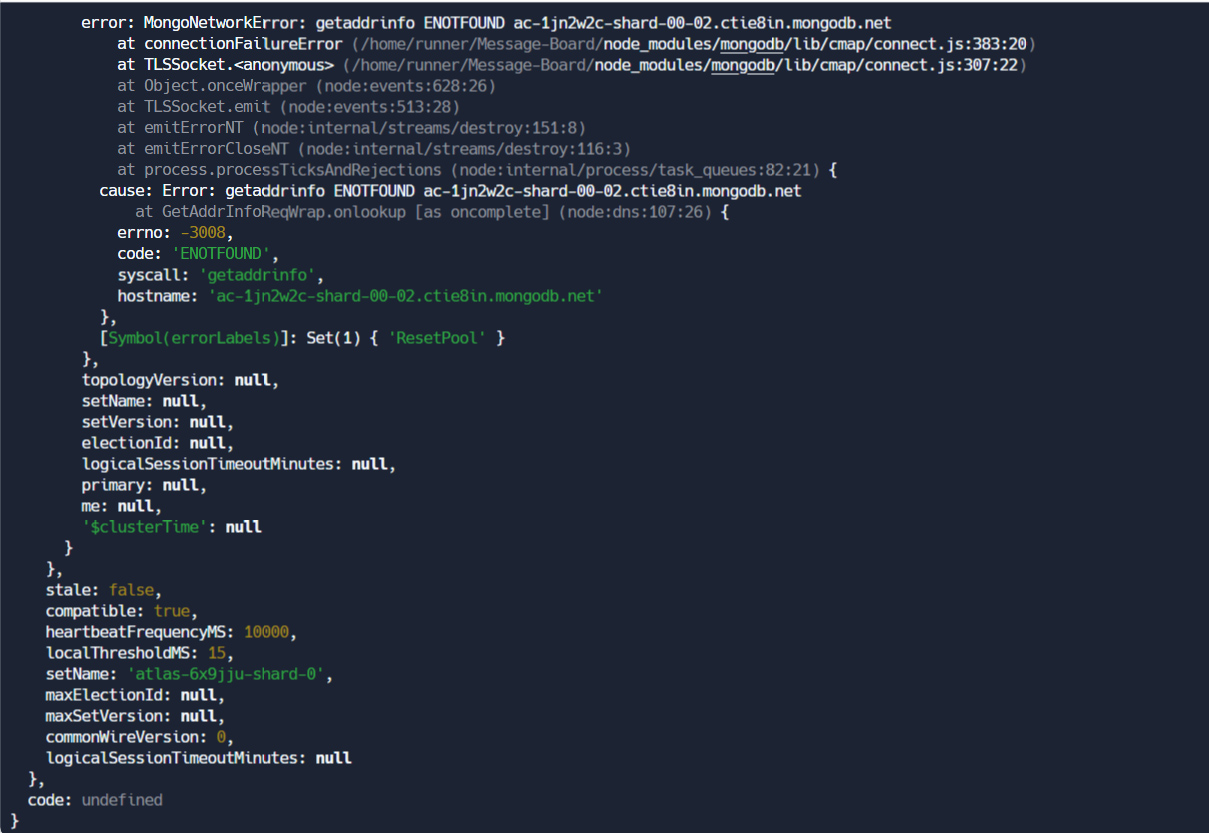 error: MongoNetworkError: getaddrinfo ENOTFOUND ac-1jn2w2c-shard-00-02.ctie8in.mongodb.net
at connectionFailureError (/home/runner/Message-Board/node_modules/mongodb/lib/cmap/connect.js:383:20)
at TLSSocket.<anonymous> (/home/runner/Message-Board/node_modules/mongodb/lib/cmap/connect.js:307:22)
at Object.onceWrapper (node:events:628:26)
at TLSSocket.emit (node:events:513:28)
at emitErrorNT (node:internal/streams/destroy:151:8)
at emitErrorCloseNT (node:internal/streams/destroy:116:3)
at process.processTicksAndRejections (node:internal/process/task_queues:82:21) {
cause: Error: getaddrinfo ENOTFOUND ac-1jn2w2c-shard-00-02.ctie8in.mongodb.net
at GetAddrInfoReqWrap.onlookup [as oncomplete] (node:dns:107:26) {
errno: -3008,
code: 'ENOTFOUND',
syscall: 'getaddrinfo',
hostname: 'ac-1jn2w2c-shard-00-02.ctie8in.mongodb.net'
},
[Symbol(errorLabels)]: Set(1) { 'ResetPool' }
},
topologyVersion: null,
setName: null,
setVersion: null,
electionId: null,
logicalSessionTimeoutMinutes: null,
primary: null,
me: null,
'$clusterTime': null
}
},
stale: false,
compatible: true,
heartbeatFrequencyMS: 10000,
localThresholdMS: 15,
setName: 'atlas-6x9jju-shard-0',
maxElectionId: null,
maxSetVersion: null,
commonWireVersion: 0,
logicalSessionTimeoutMinutes: null
},
code: undefined
}